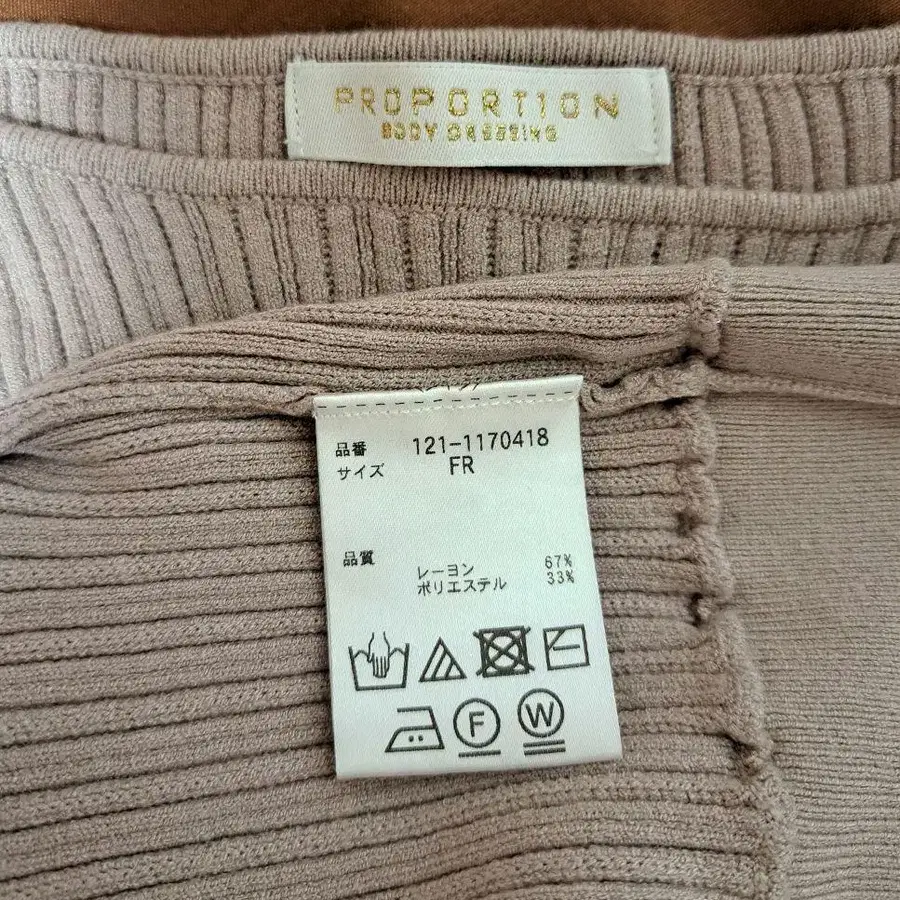 PROPORTION
BODY DRESSING
品番 121-1170418
サイズ FR
品質
レーヨン 67%
ポリエステル 33%
F W